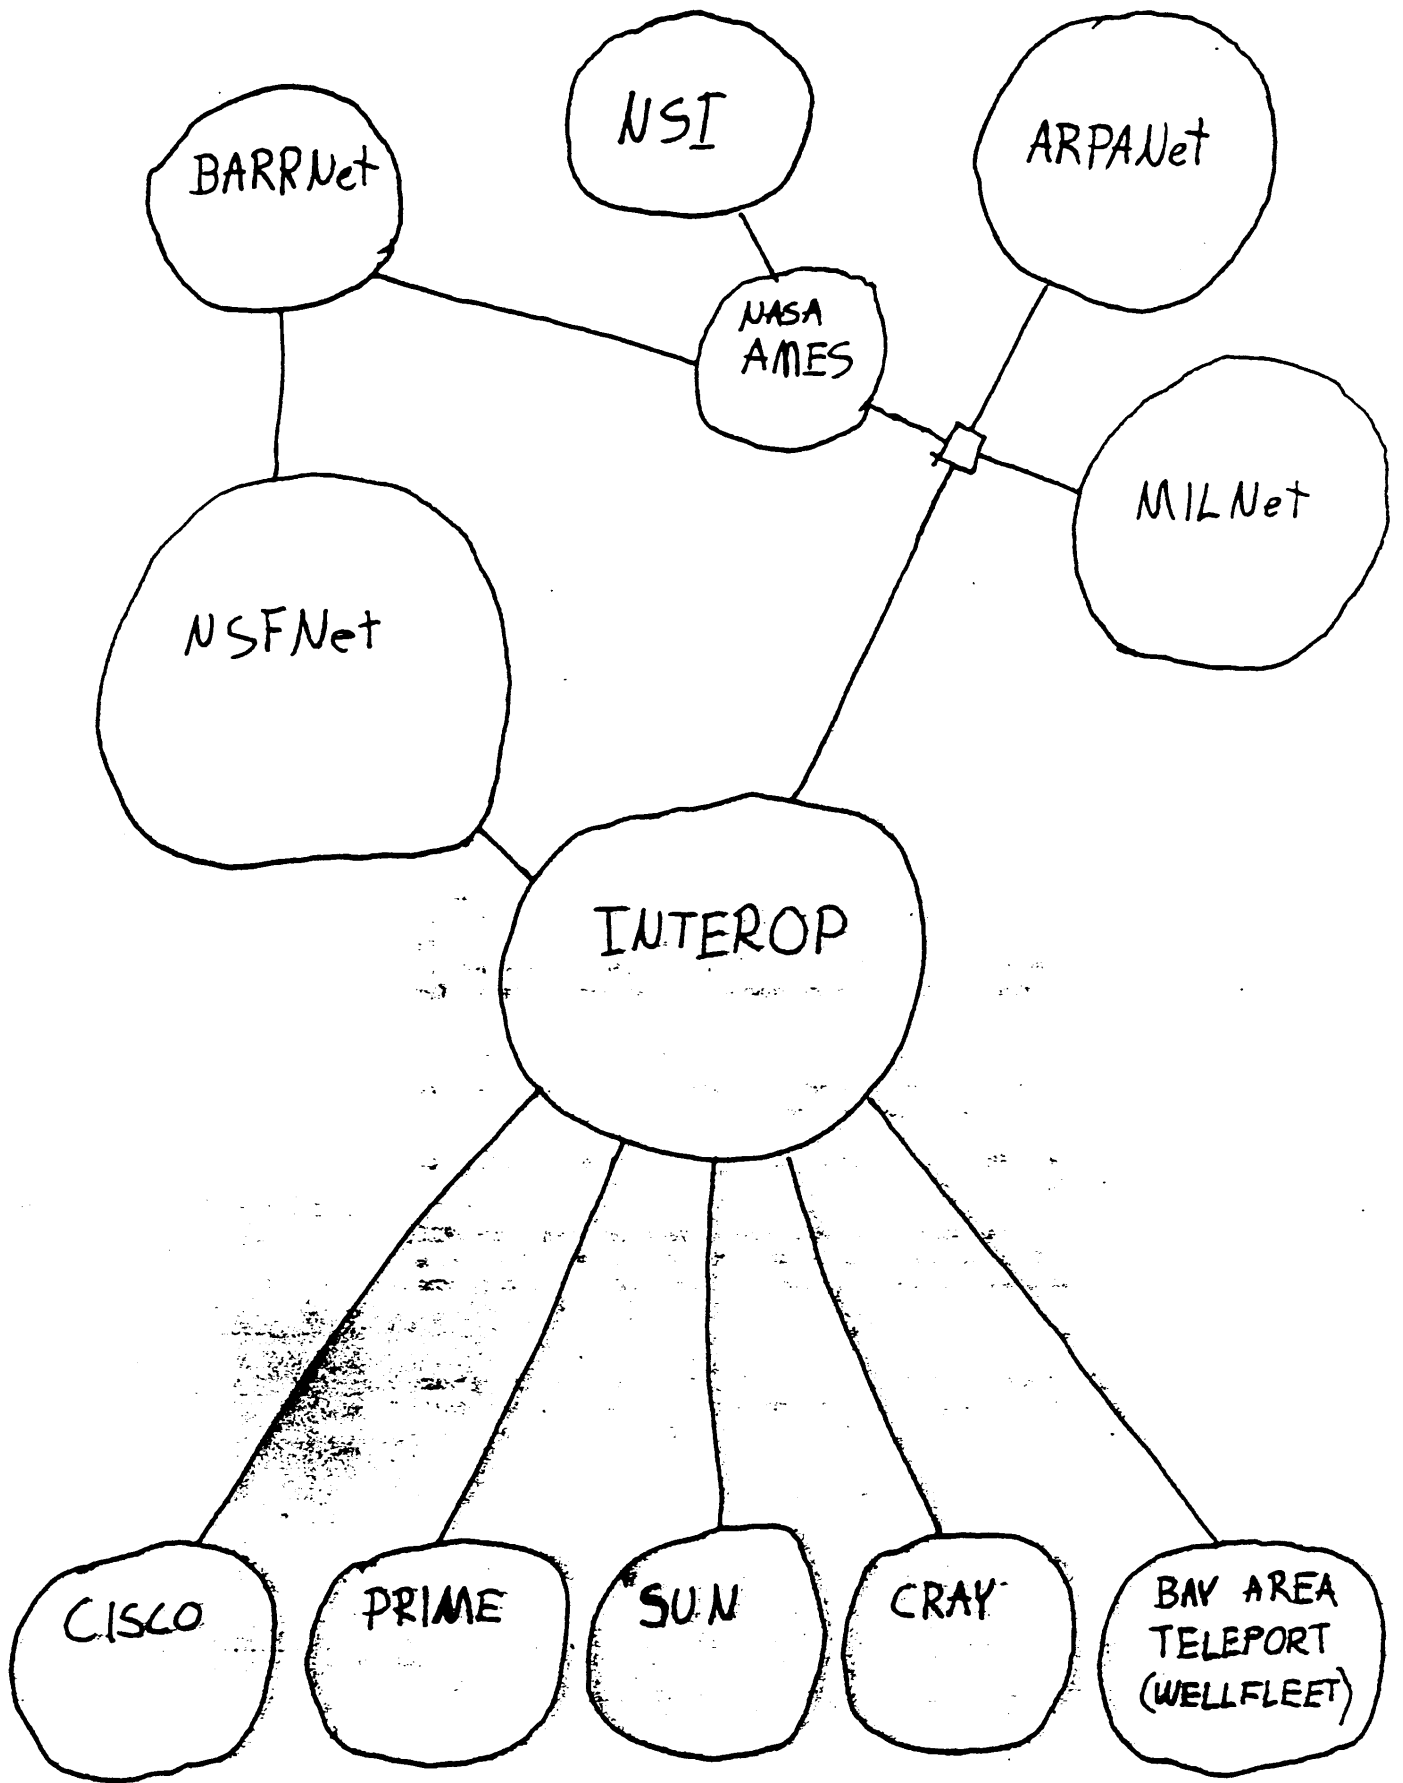 NSI
ARPANet
BARRNet
NASA
AMES
MILNet
NSFNet
INTEROP
CISCO
PRIME
SUN
CRAY
BAY AREA
TELEPORT
(WELLFLEET)